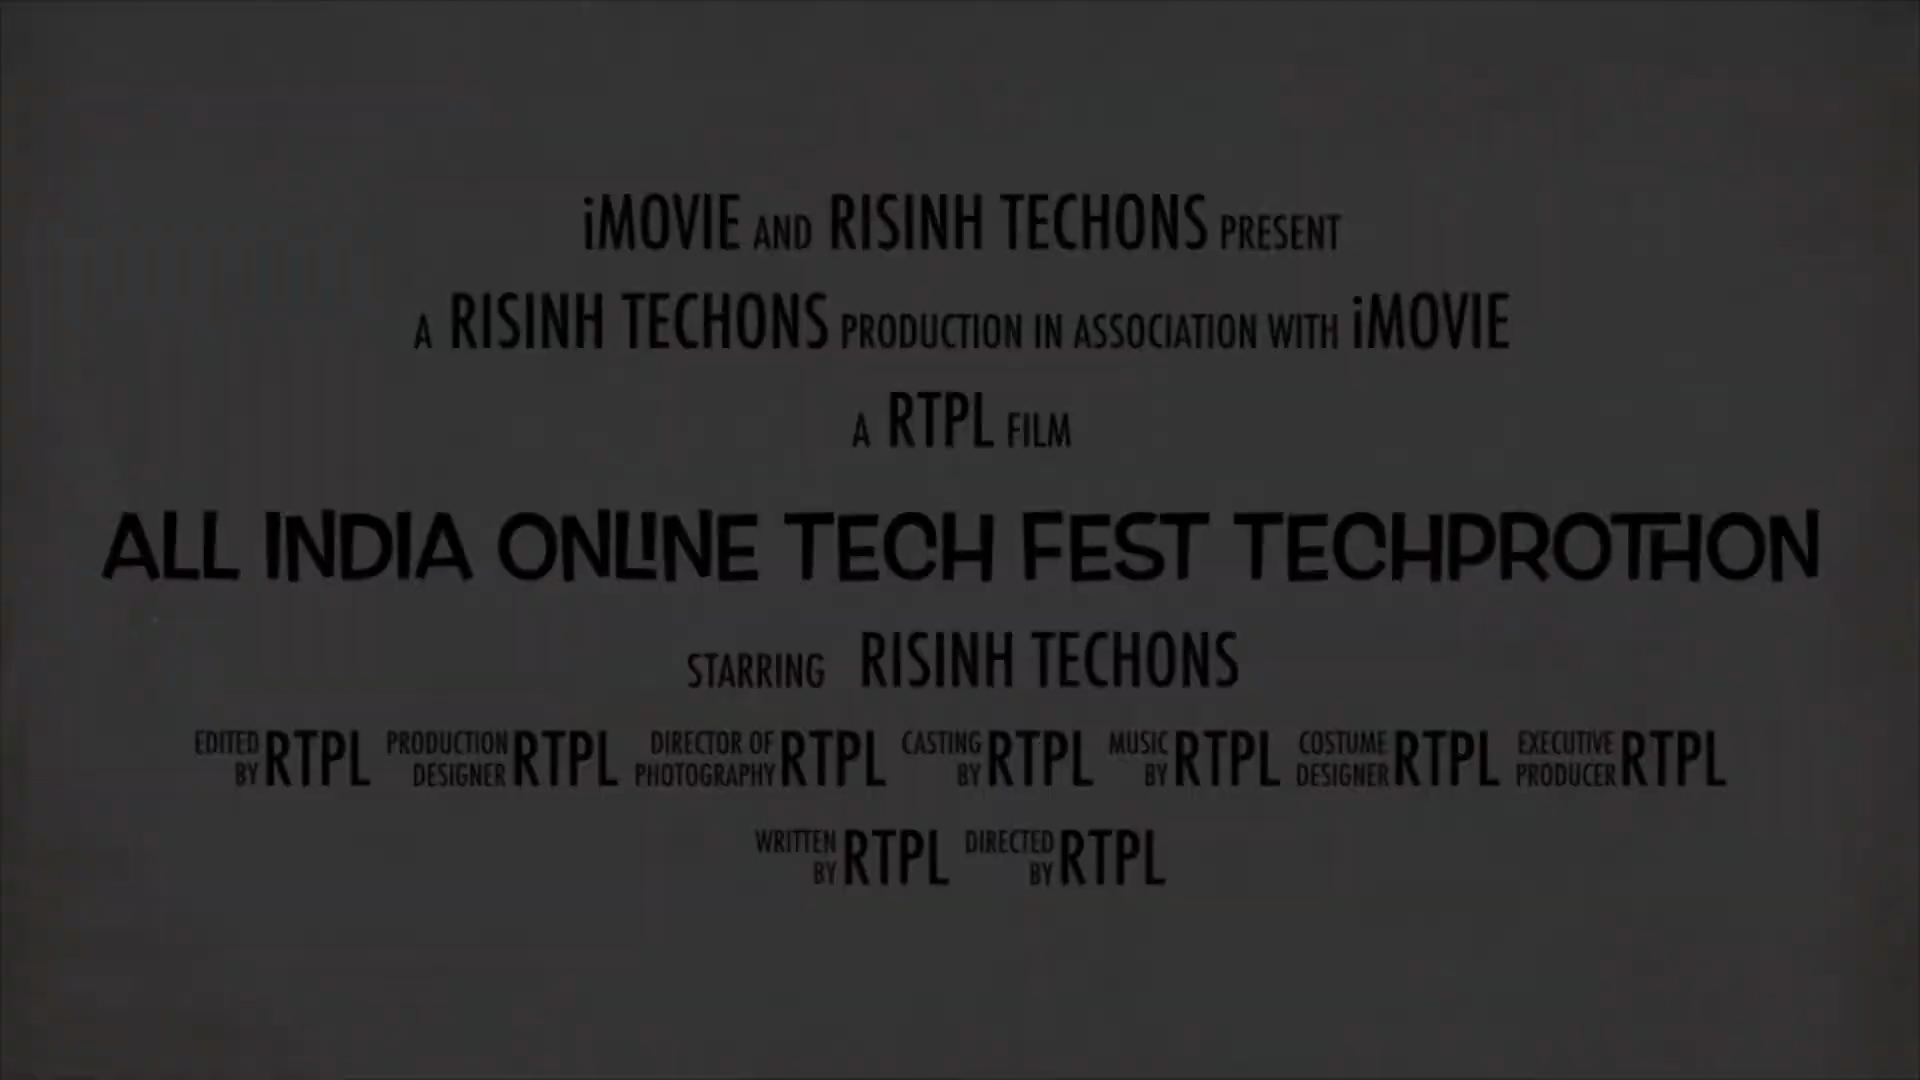 iMOVIE AND RISINH TECHONS PRESENT
A RISINH TECHONS PRODUCTION IN ASSOCIATION WITH iMOVIE
A RTPL FILM
ALL INDIA ONLINE TECH FEST TECHPROTHON
STARRING RISINH TECHONS
EDITED BY RTPL PRODUCTION DESIGNER RTPL DIRECTOR OF PHOTOGRAPHY RTPL CASTING BY RTPL MUSIC BY RTPL COSTUME DESIGNER RTPL EXECUTIVE PRODUCER RTPL
WRITTEN BY RTPL DIRECTED BY RTPL